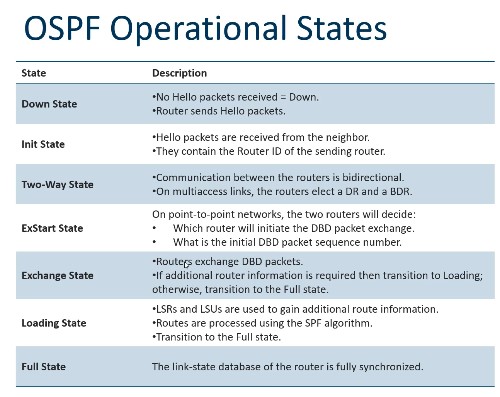 OSPF Operational States
State Description
Down State
•No Hello packets received = Down.
•Router sends Hello packets.
Init State
•Hello packets are received from the neighbor.
•They contain the Router ID of the sending router.
Two-Way State
•Communication between the routers is bidirectional.
•On multiaccess links, the routers elect a DR and a BDR.
ExStart State
On point-to-point networks, the two routers will decide:
• Which router will initiate the DBD packet exchange.
• What is the initial DBD packet sequence number.
Exchange State
•Routers exchange DBD packets.
•If additional router information is required then transition to Loading;
otherwise, transition to the Full state.
Loading State
•LSRs and LSUs are used to gain additional route information.
•Routes are processed using the SPF algorithm.
•Transition to the Full state.
Full State
The link-state database of the router is fully synchronized.